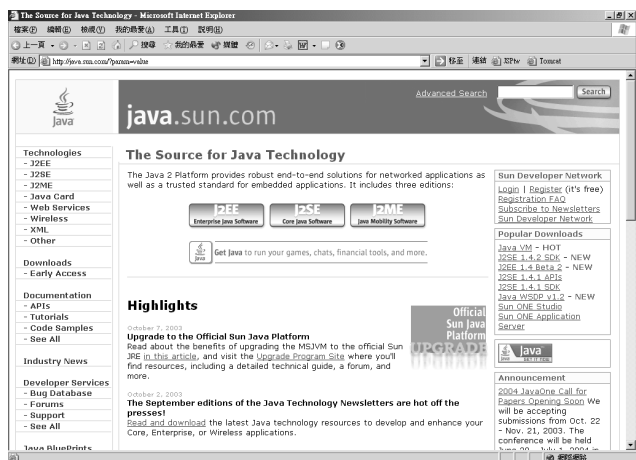 The Source for Java Technology - Microsoft Internet Explorer
檔案(F) 編輯(E) 檢視(V) 我的最愛(A) 工具(T) 說明(H)
上一頁 搜尋 我的最愛 媒體
網址(D) http://java.sun.com/?param=value 移至 連結 XPtw Tomcat
Java
java.sun.com
Advanced Search
Search
Technologies
- J2EE
- J2SE
- J2ME
- Java Card
- Web Services
- Wireless
- XML
- Other
Downloads
- Early Access
Documentation
- APIs
- Tutorials
- Code Samples
- See All
Industry News
Developer Services
- Bug Database
- Forums
- Support
- See All
Java BluePrints
The Source for Java Technology
The Java 2 Platform provides robust end-to-end solutions for networked applications as
well as a trusted standard for embedded applications. It includes three editions:
J2EE
Enterprise Java Software
J2SE
Core Java Software
J2ME
Java Mobility Software
Java
Get Java to run your games, chats, financial tools, and more.
Highlights
October 7, 2003
Upgrade to the Official Sun Java Platform
Read about the benefits of upgrading the MSJVM to the official Sun
JRE in this article, and visit the Upgrade Program Site where you'll
find resources, including a detailed technical guide, a forum, and
more.
Official
Sun Java
Platform
UPGRADE
October 2, 2003
The September editions of the Java Technology Newsletters are hot off the
presses!
Read and download the latest Java technology resources to develop and enhance your
Core, Enterprise, or Wireless applications.
Sun Developer Network
Login | Register (it's free)
Registration FAQ
Subscribe to Newsletters
Sun Developer Network
Popular Downloads
Java VM - HOT
J2SE 1.4.2 SDK - NEW
J2EE 1.4 Beta 2 - NEW
J2SE 1.4.1 APIs
J2SE 1.4.1 SDK
Java WSDP v1.2 - NEW
Sun ONE Studio
Sun ONE Application
Server
Java
Announcement
2004 JavaOne Call for
Papers Opening Soon We
will be accepting
submissions from Oct. 22
- Nov. 21, 2003. The
conference will be held
June 28 - July 1, 2004 in
網際網路